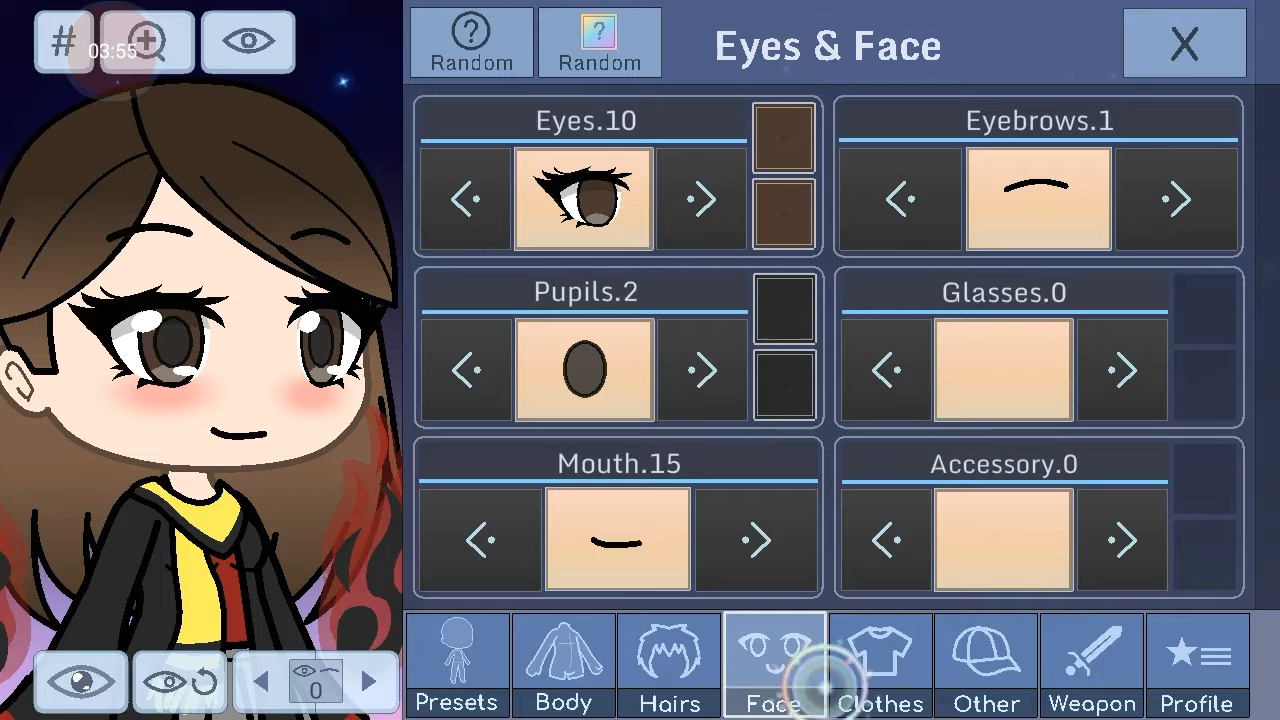 #
03:55
? Random
? Random
Eyes & Face
X
Eyes.10
Eyebrows.1
Pupils.2
Glasses.0
Mouth.15
Accessory.0
0
Presets
Body
Hairs
Face
Clothes
Other
Weapon
Profile